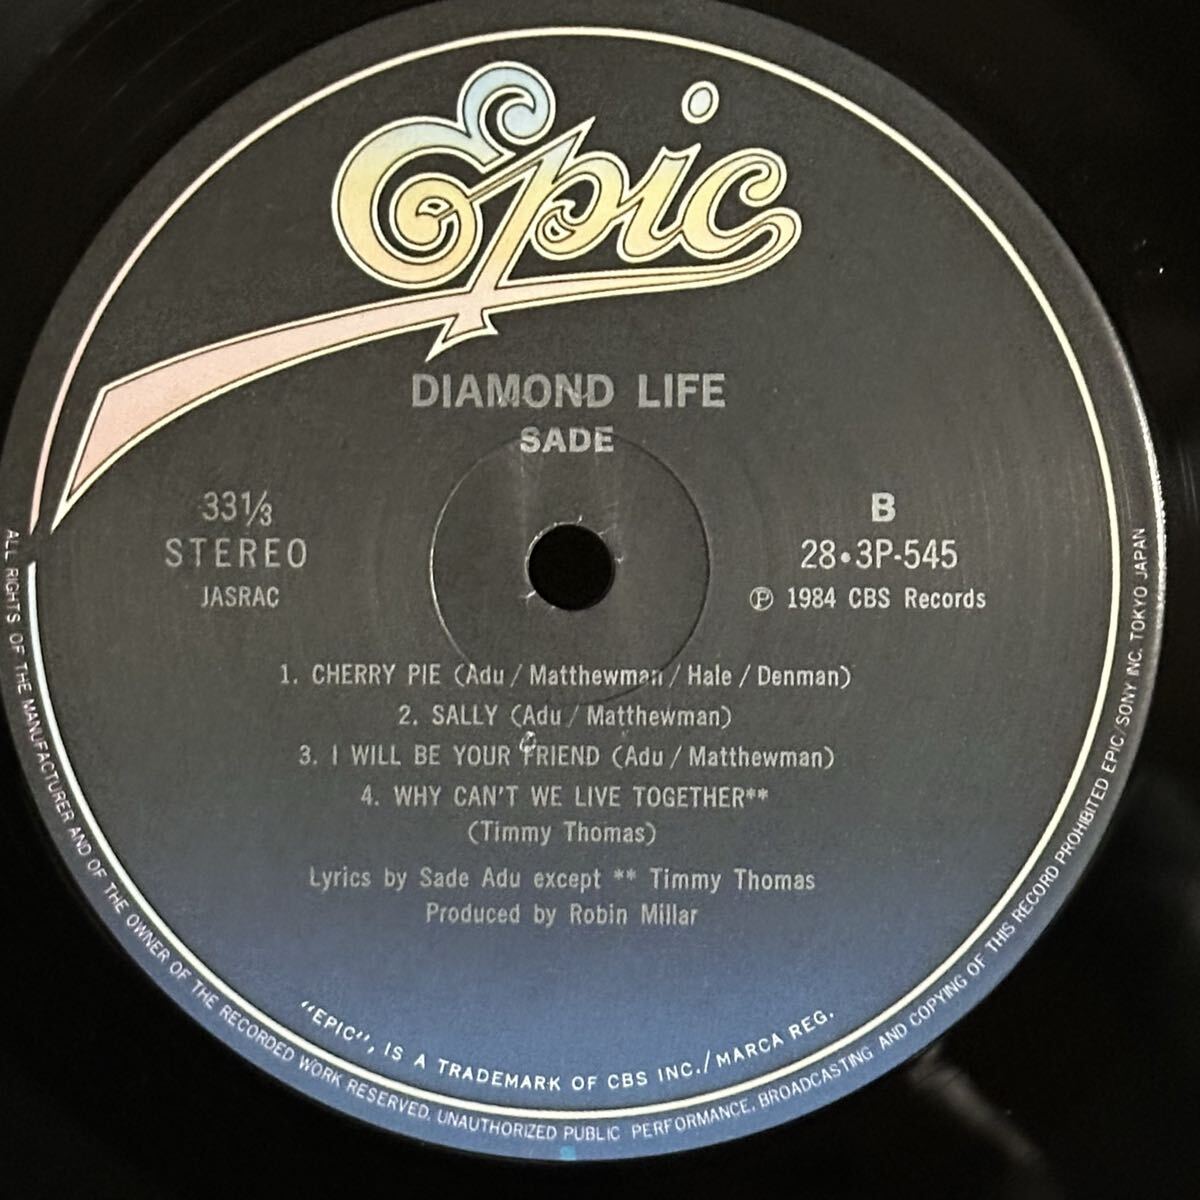 Epic
DIAMOND LIFE
SADE
33⅓
STEREO
JASRAC
B
28•3P-545
Ⓟ 1984 CBS Records
1. CHERRY PIE (Adu / Matthewman / Hale / Denman)
2. SALLY (Adu / Matthewman)
3. I WILL BE YOUR FRIEND (Adu / Matthewman)
4. WHY CAN'T WE LIVE TOGETHER**
(Timmy Thomas)
Lyrics by Sade Adu except ** Timmy Thomas
Produced by Robin Millar
"EPIC", IS A TRADEMARK OF CBS INC./MARCA REG.
ALL RIGHTS OF THE MANUFACTURER AND OF THE OWNER OF THE RECORDED WORK RESERVED. UNAUTHORIZED PUBLIC PERFORMANCE, BROADCASTING AND COPYING OF THIS RECORD PROHIBITED EPIC/SONY INC. TOKYO JAPAN